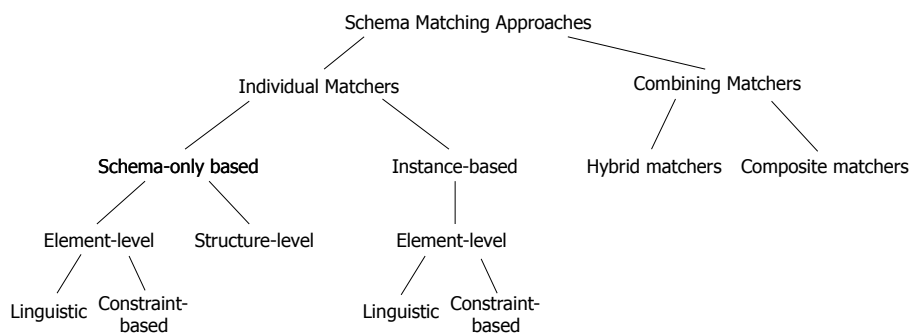 Schema Matching Approaches
Individual Matchers
Combining Matchers
Schema-only based
Instance-based
Hybrid matchers
Composite matchers
Element-level
Structure-level
Element-level
Linguistic
Constraint-
based
Linguistic
Constraint-
based